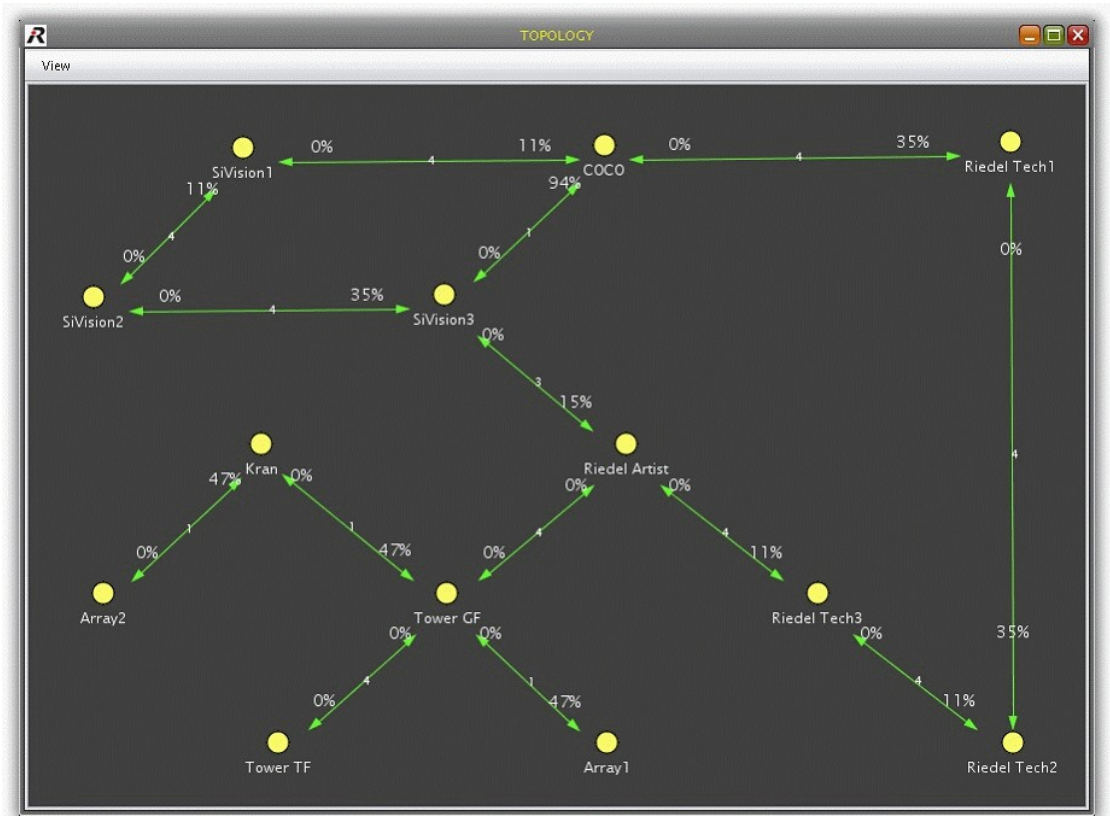 R
TOPOLOGY
View
0% 4 11%
0% 4 35%
SiVision1
COCO
Riedel Tech1
11%
94%
4
1
0%
0%
0%
0% 4 35%
SiVision2
SiVision3
0%
3
15%
4
Kran
Riedel Artist
47%
0%
0%
0%
1
1
4
4
0%
47%
0%
11%
Array2
Tower GF
Riedel Tech3
0%
0%
0%
35%
4
1
4
0%
47%
11%
Tower TF
Array1
Riedel Tech2